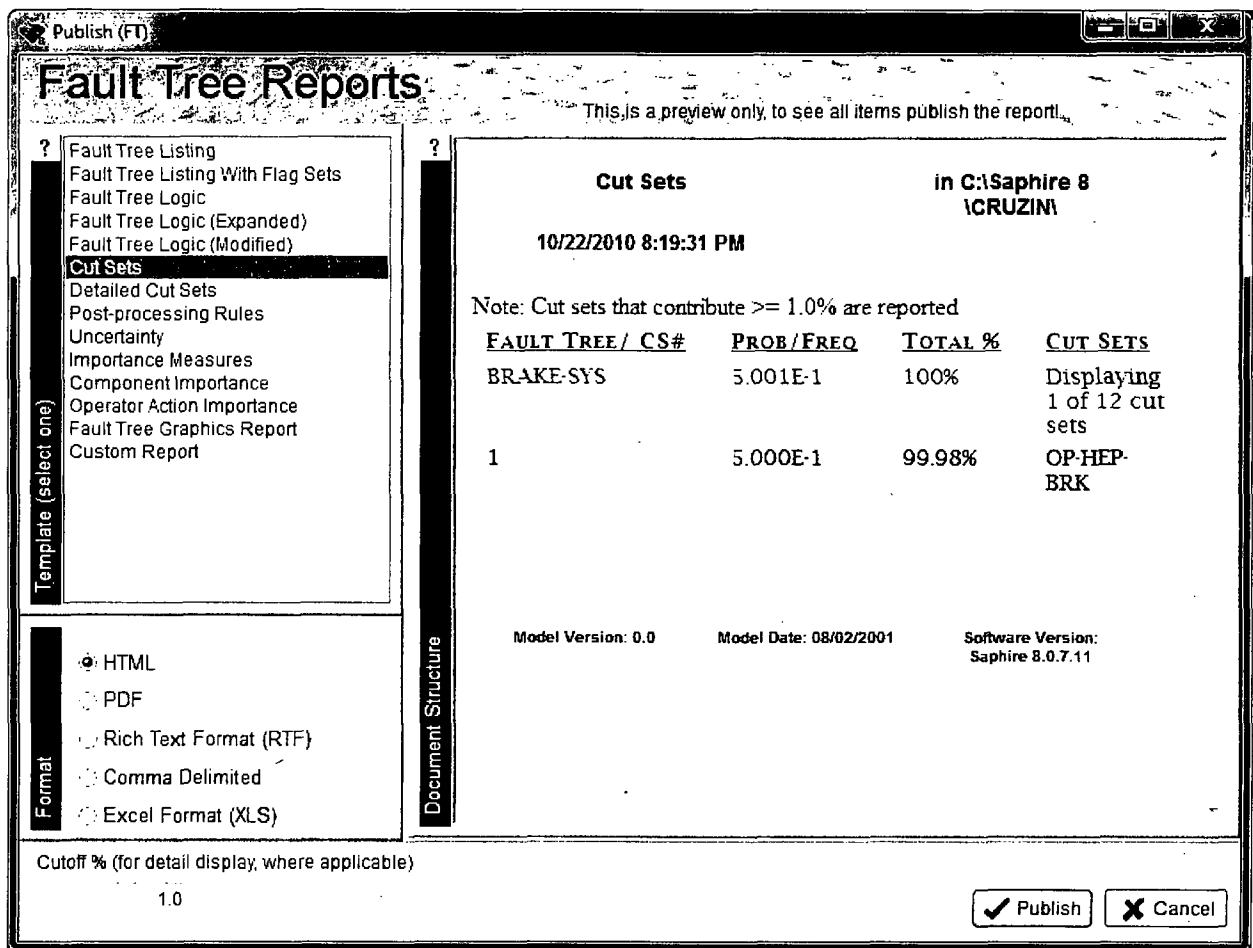 Publish (FT)
Fault Tree Reports
This is a preview only, to see all items publish the report!
?
Fault Tree Listing
Fault Tree Listing With Flag Sets
Fault Tree Logic
Fault Tree Logic (Expanded)
Fault Tree Logic (Modified)
Cut Sets
Detailed Cut Sets
Post-processing Rules
Uncertainty
Importance Measures
Component Importance
Operator Action Importance
Fault Tree Graphics Report
Custom Report
Template (select one)
Format
HTML
PDF
Rich Text Format (RTF)
Comma Delimited
Excel Format (XLS)
?
Document Structure
Cut Sets in C:\Saphire 8
\CRUZIN\
10/22/2010 8:19:31 PM
Note: Cut sets that contribute >= 1.0% are reported
FAULT TREE/ CS# PROB/FREQ TOTAL % CUT SETS
BRAKE-SYS 5.001E-1 100% Displaying
1 of 12 cut
sets
1 5.000E-1 99.98% OP-HEP-
BRK
Model Version: 0.0 Model Date: 08/02/2001 Software Version:
Saphire 8.0.7.11
Cutoff % (for detail display, where applicable)
1.0
Publish Cancel